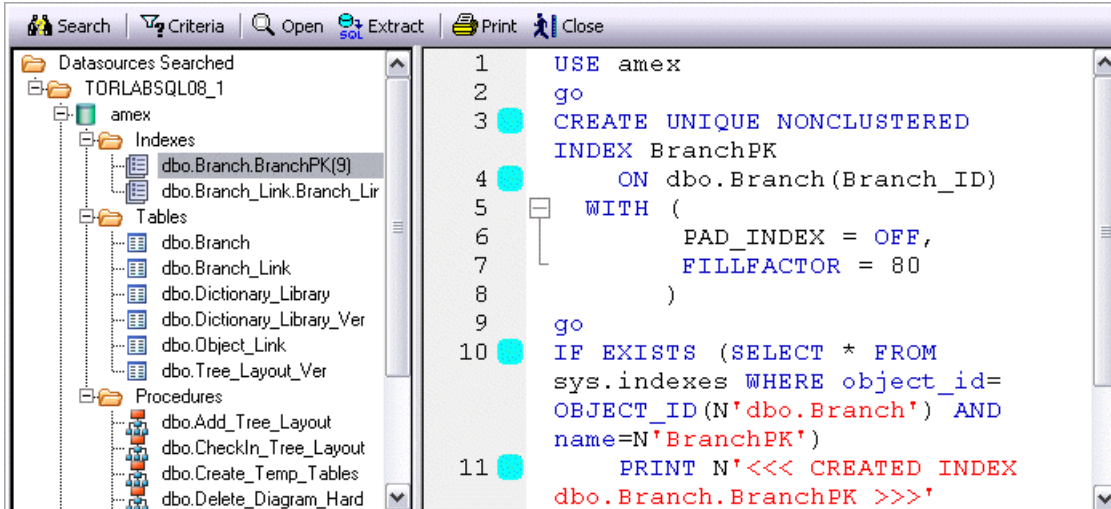 Search Criteria Open SQL Extract Print Close
Datasources Searched
TORLABSQL08_1
amex
Indexes
dbo.Branch.BranchPK(9)
dbo.Branch_Link.Branch_Lir
Tables
dbo.Branch
dbo.Branch_Link
dbo.Dictionary_Library
dbo.Dictionary_Library_Ver
dbo.Object_Link
dbo.Tree_Layout_Ver
Procedures
dbo.Add_Tree_Layout
dbo.CheckIn_Tree_Layout
dbo.Create_Temp_Tables
dbo.Delete_Diagram_Hard
1 USE amex
2 go
3 CREATE UNIQUE NONCLUSTERED
INDEX BranchPK
4 ON dbo.Branch(Branch_ID)
5 WITH (
6 PAD_INDEX = OFF,
7 FILLFACTOR = 80
8 )
9 go
10 IF EXISTS (SELECT * FROM
sys.indexes WHERE object_id=
OBJECT_ID(N'dbo.Branch') AND
name=N'BranchPK')
11 PRINT N'<<< CREATED INDEX
dbo.Branch.BranchPK >>>'